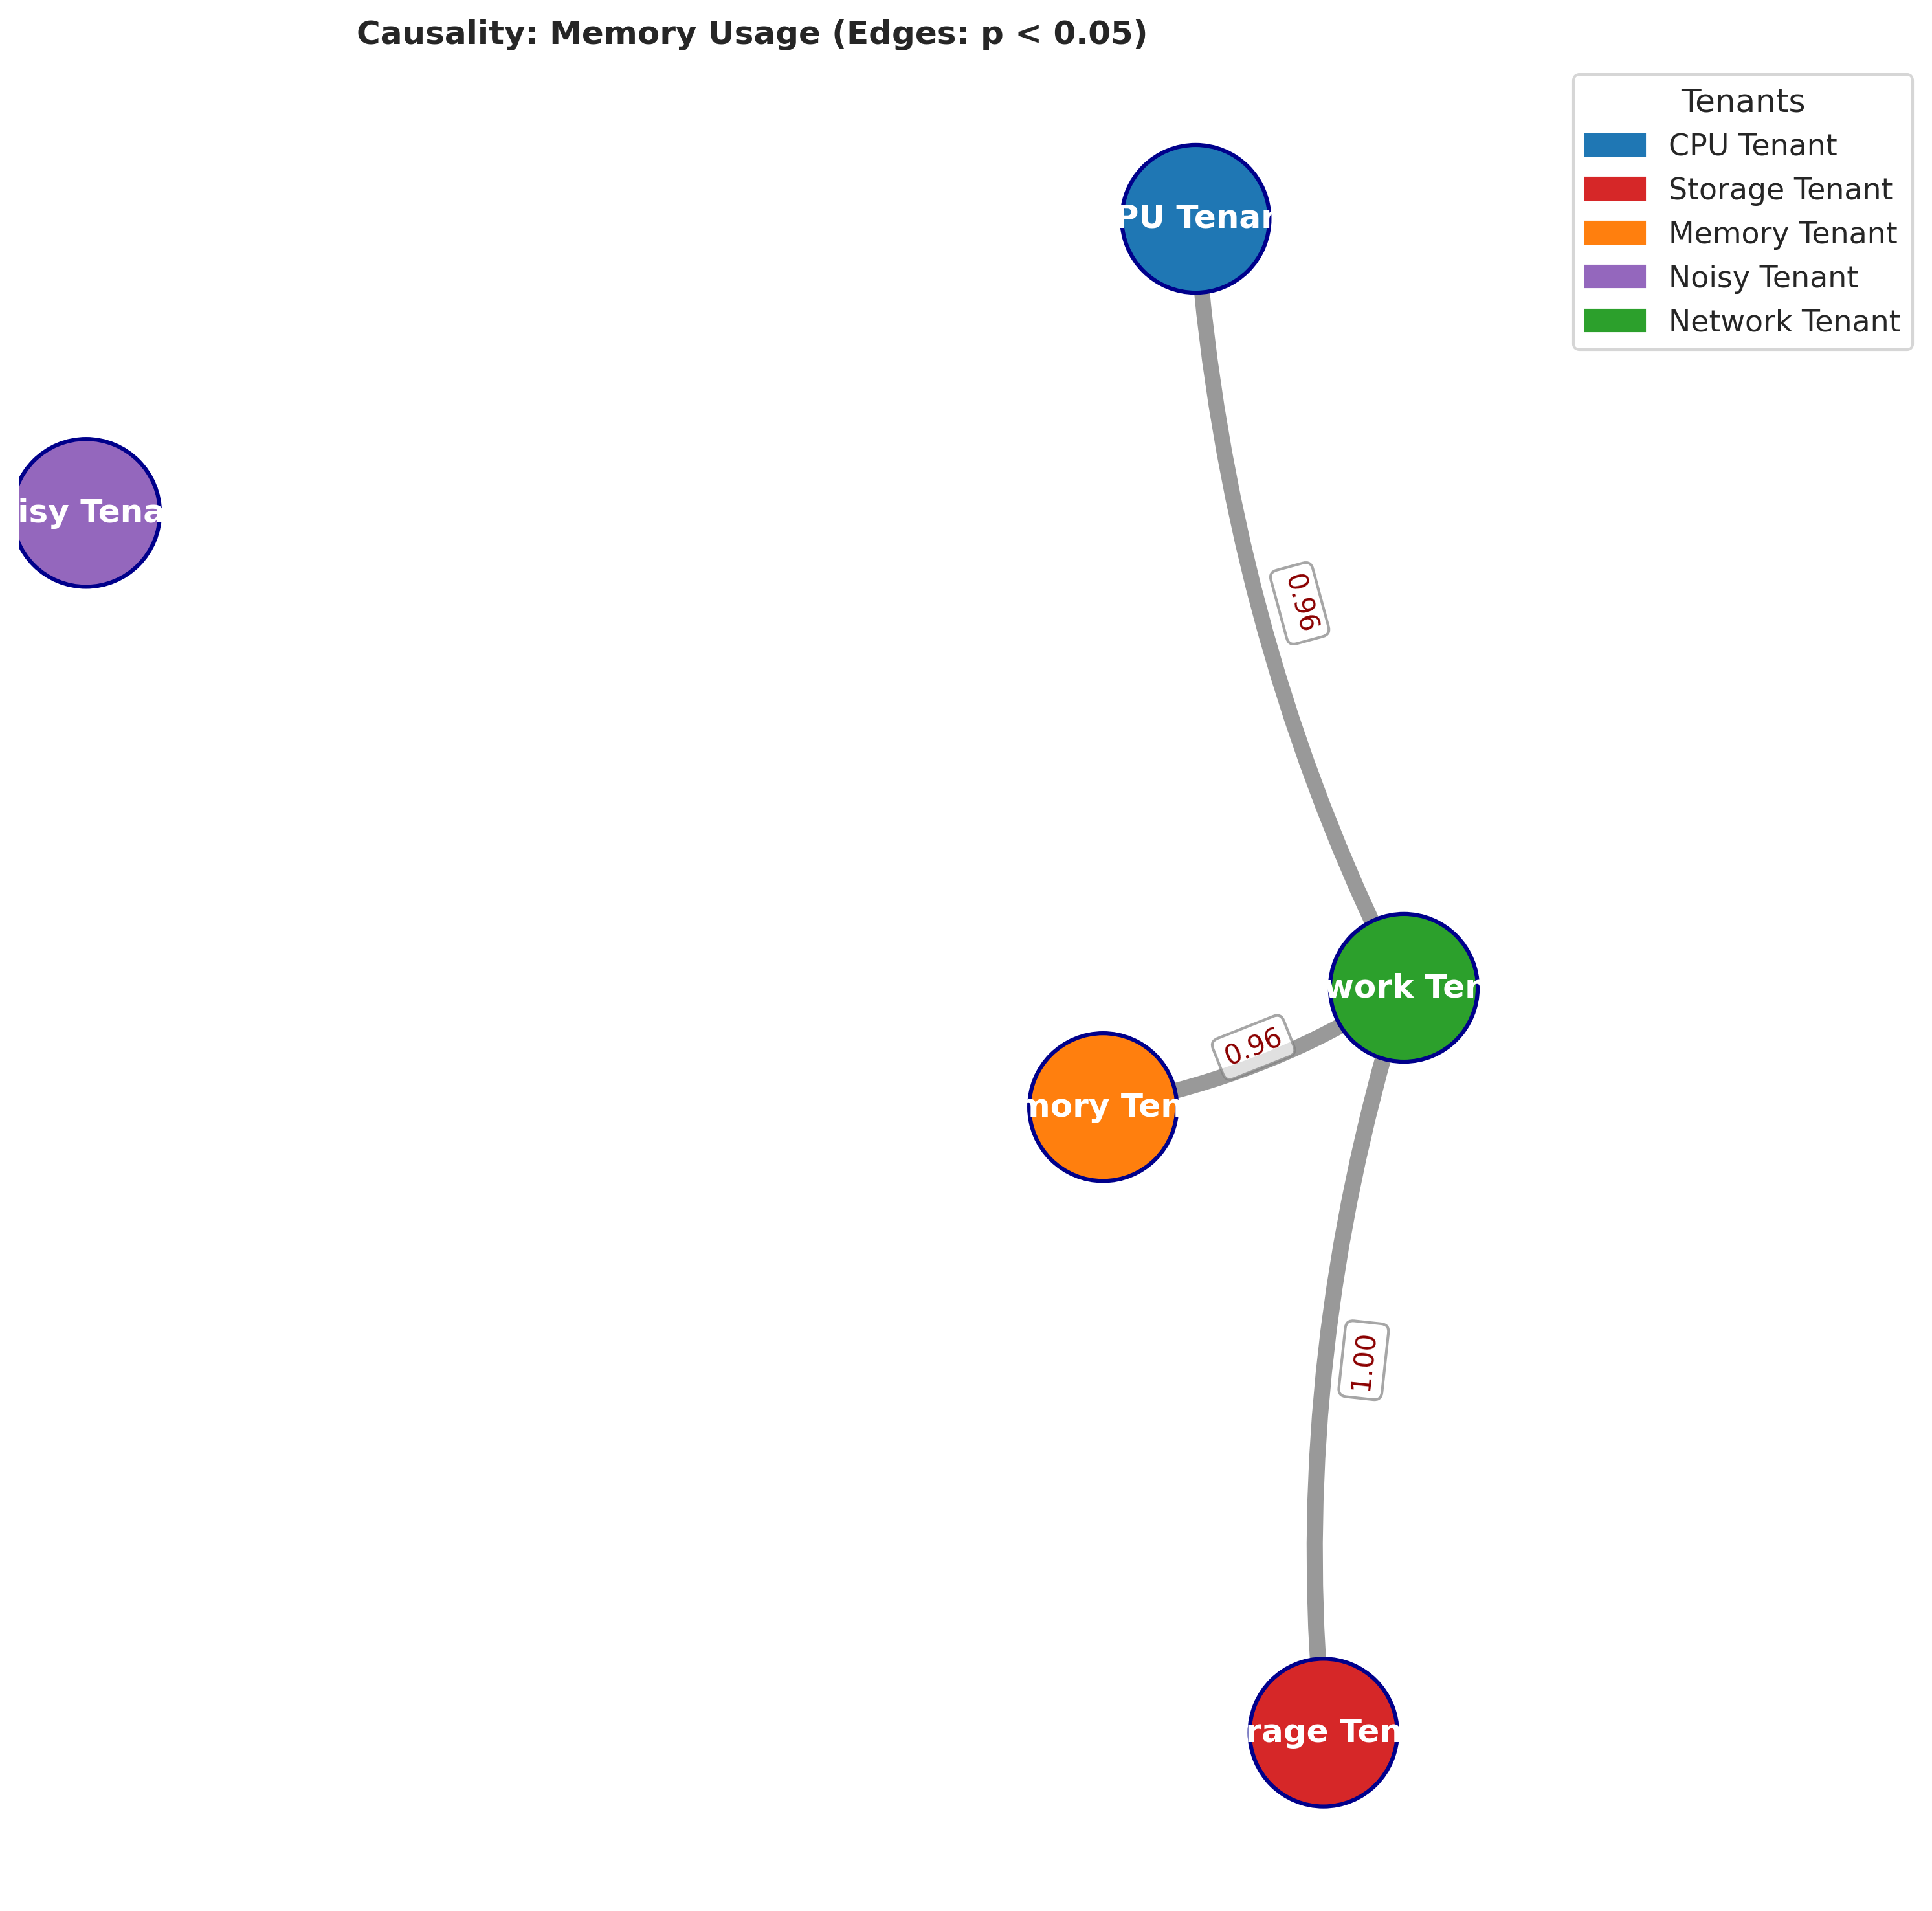 Causality: Memory Usage (Edges: p < 0.05)
Tenants
CPU Tenant
Storage Tenant
Memory Tenant
Noisy Tenant
Network Tenant
PU Tenan
isy Tena
0.96
work Ten
0.96
mory Ten
1.00
rage Ten